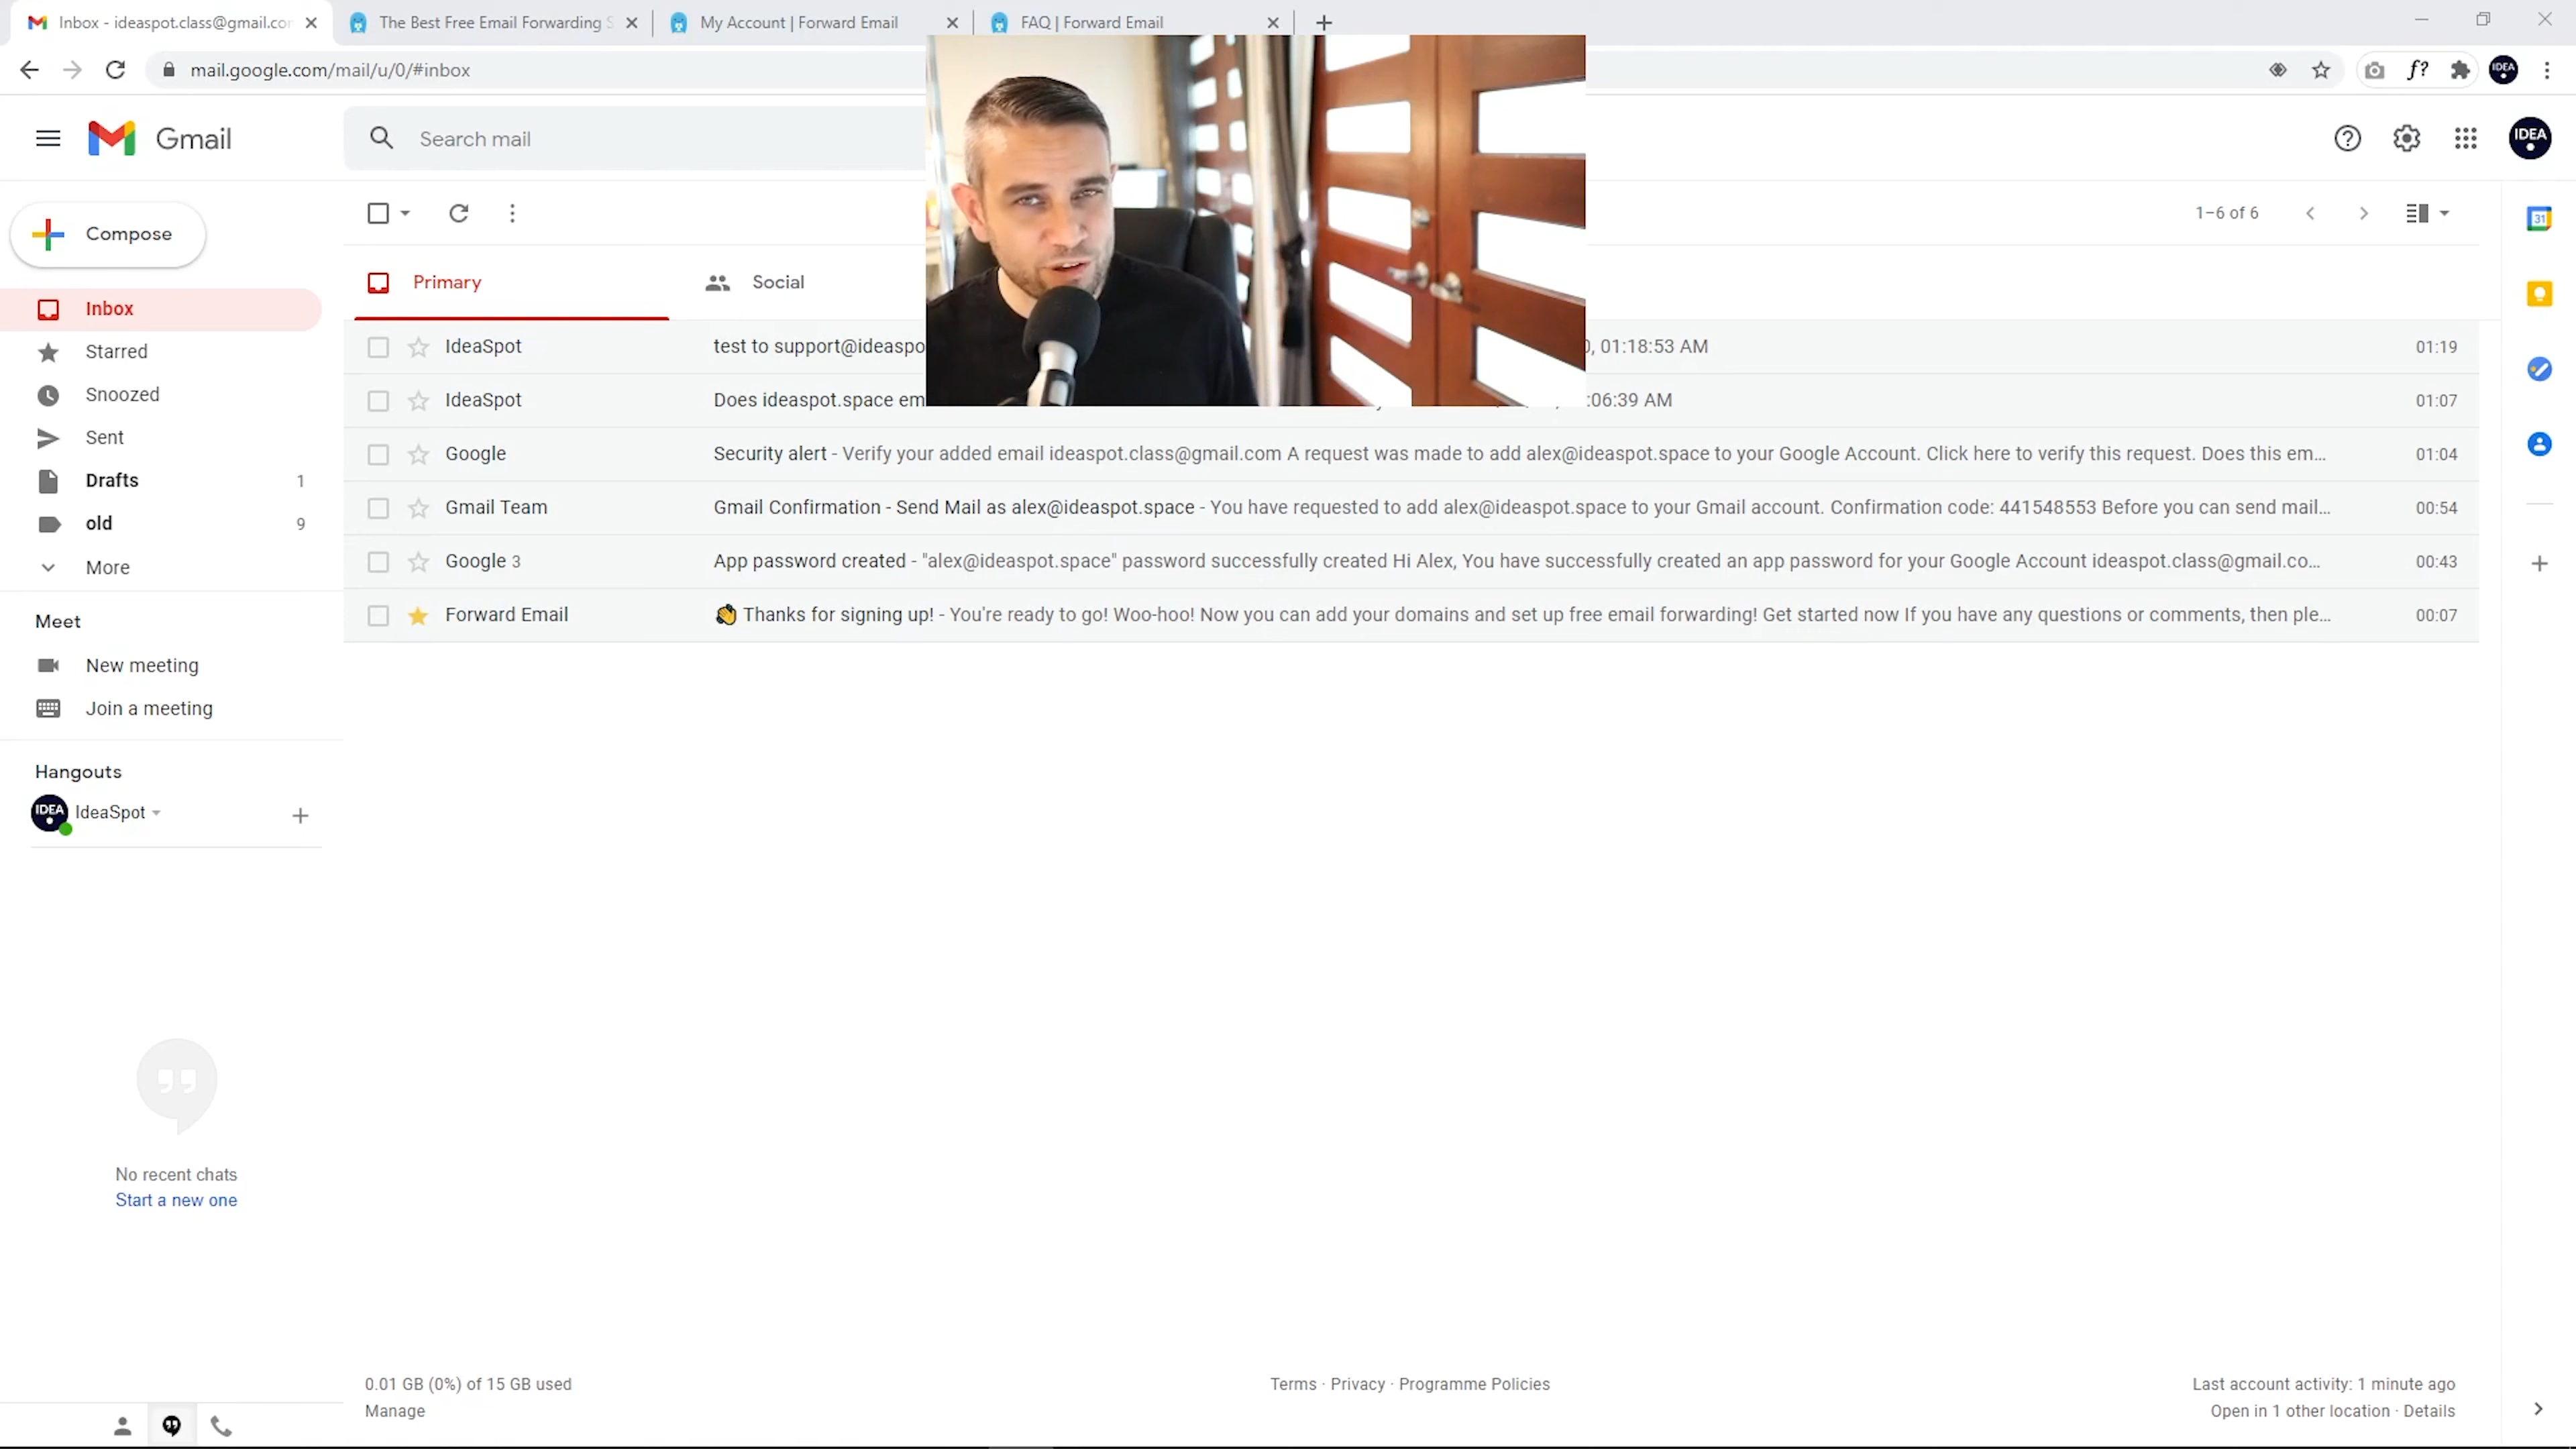 Inbox - ideaspot.class@gmail.com
The Best Free Email Forwarding
My Account | Forward Email
FAQ | Forward Email
mail.google.com/mail/u/0/#inbox
f?
IDEA
Gmail
Search mail
IDEA
Compose
1–6 of 6
31
Primary
Social
Inbox
Starred
Snoozed
Sent
Drafts 1
old 9
More
IdeaSpot test to support@ideaspo , 01:18:53 AM 01:19
IdeaSpot Does ideaspot.space em :06:39 AM 01:07
Google Security alert - Verify your added email ideaspot.class@gmail.com A request was made to add alex@ideaspot.space to your Google Account. Click here to verify this request. Does this em... 01:04
Gmail Team Gmail Confirmation - Send Mail as alex@ideaspot.space - You have requested to add alex@ideaspot.space to your Gmail account. Confirmation code: 441548553 Before you can send mail... 00:54
Google 3 App password created - "alex@ideaspot.space" password successfully created Hi Alex, You have successfully created an app password for your Google Account ideaspot.class@gmail.co... 00:43
Forward Email 👏 Thanks for signing up! - You're ready to go! Woo-hoo! Now you can add your domains and set up free email forwarding! Get started now If you have any questions or comments, then ple... 00:07
Meet
New meeting
Join a meeting
Hangouts
IDEA
IdeaSpot
No recent chats
Start a new one
0.01 GB (0%) of 15 GB used
Manage
Terms · Privacy · Programme Policies
Last account activity: 1 minute ago
Open in 1 other location · Details